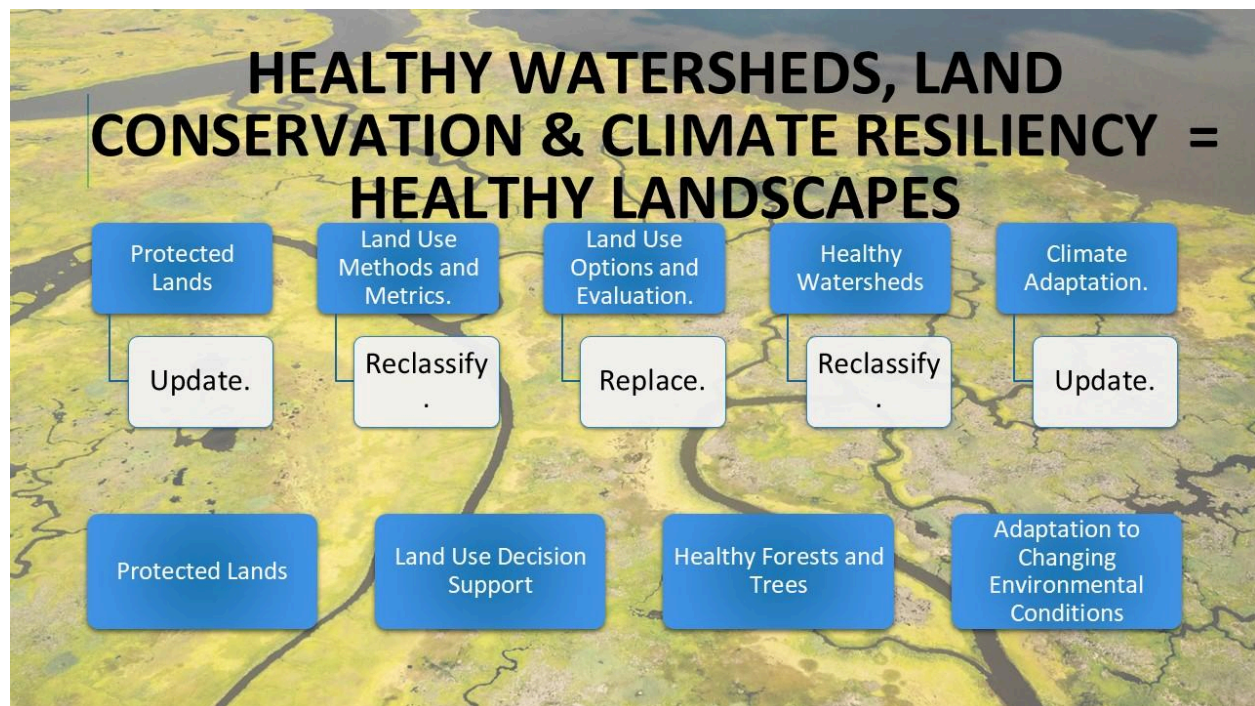 HEALTHY WATERSHEDS, LAND
CONSERVATION & CLIMATE RESILIENCY =
HEALTHY LANDSCAPES
Protected
Lands
Land Use
Methods and
Metrics.
Land Use
Options and
Evaluation.
Healthy
Watersheds
Climate
Adaptation.
Update.
Reclassify
.
Replace.
Reclassify
.
Update.
Protected Lands
Land Use Decision
Support
Healthy Forests and
Trees
Adaptation to
Changing
Environmental
Conditions